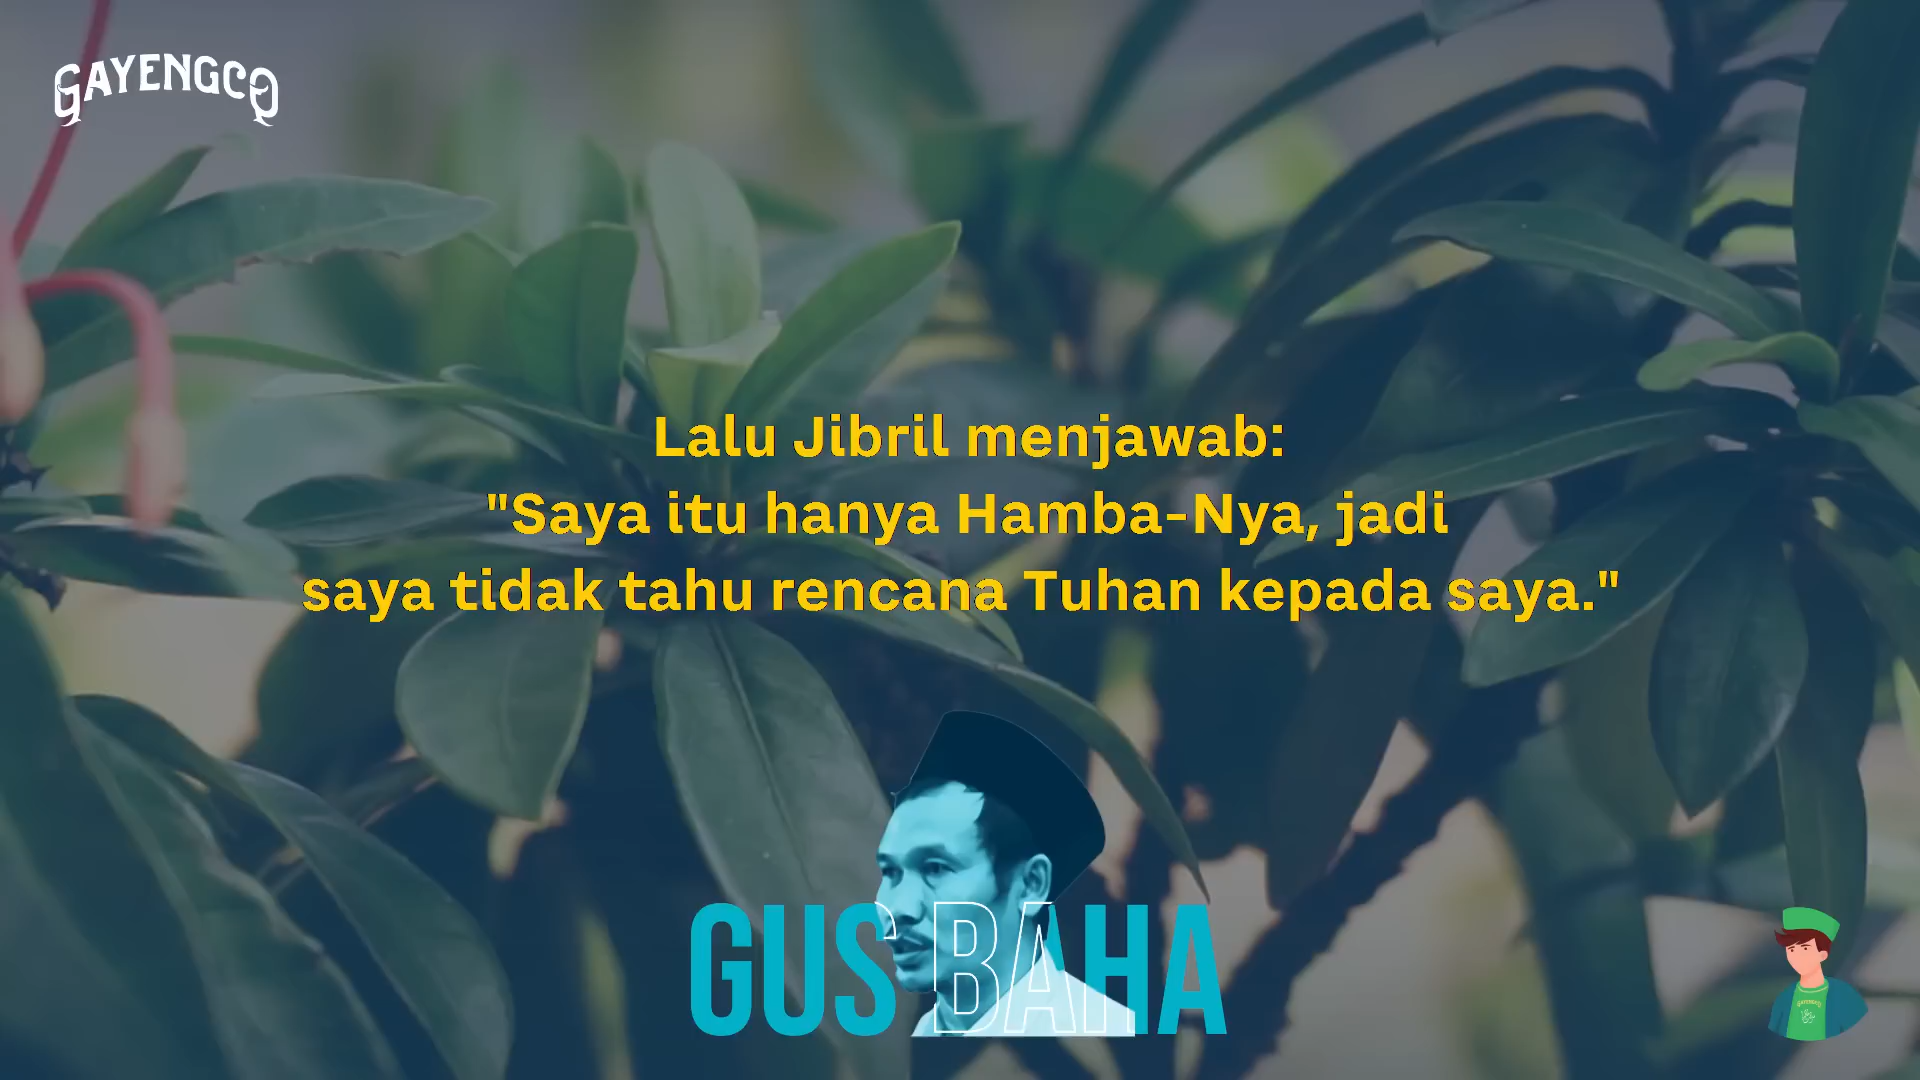 GAYENGCO
Lalu Jibril menjawab:
"Saya itu hanya Hamba-Nya, jadi
saya tidak tahu rencana Tuhan kepada saya."
GUS BAHA